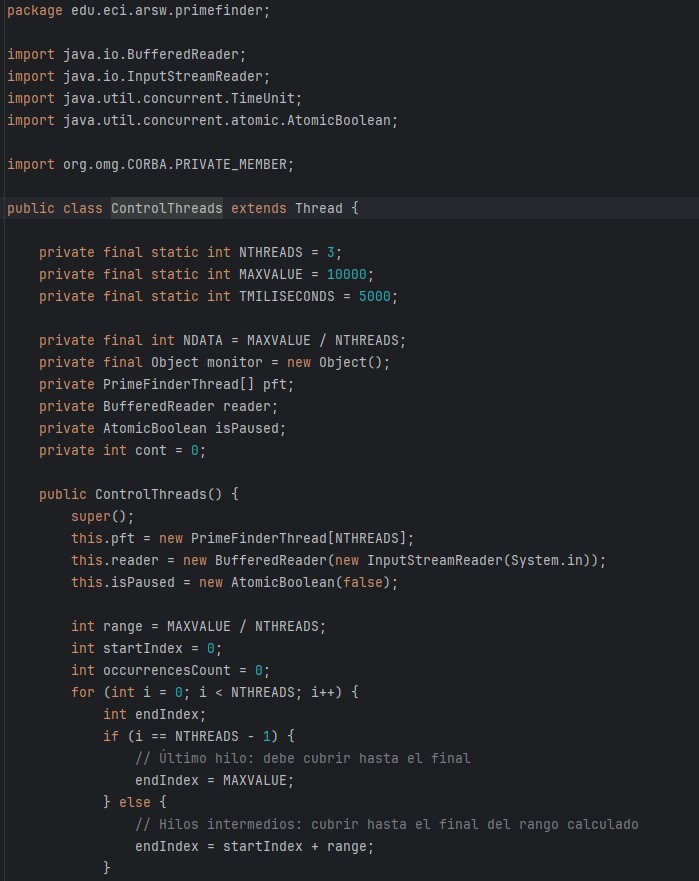 package edu.eci.arsw.primefinder;
import java.io.BufferedReader;
import java.io.InputStreamReader;
import java.util.concurrent.TimeUnit;
import java.util.concurrent.atomic.AtomicBoolean;
import org.omg.CORBA.PRIVATE_MEMBER;
public class ControlThreads extends Thread {
    private final static int NTHREADS = 3;
    private final static int MAXVALUE = 10000;
    private final static int TMILISECONDS = 5000;
    private final int NDATA = MAXVALUE / NTHREADS;
    private final Object monitor = new Object();
    private PrimeFinderThread[] pft;
    private BufferedReader reader;
    private AtomicBoolean isPaused;
    private int cont = 0;
    public ControlThreads() {
        super();
        this.pft = new PrimeFinderThread[NTHREADS];
        this.reader = new BufferedReader(new InputStreamReader(System.in));
        this.isPaused = new AtomicBoolean(false);
        int range = MAXVALUE / NTHREADS;
        int startIndex = 0;
        int occurrencesCount = 0;
        for (int i = 0; i < NTHREADS; i++) {
            int endIndex;
            if (i == NTHREADS - 1) {
                // Último hilo: debe cubrir hasta el final
                endIndex = MAXVALUE;
            } else {
                // Hilos intermedios: cubrir hasta el final del rango calculado
                endIndex = startIndex + range;
            }